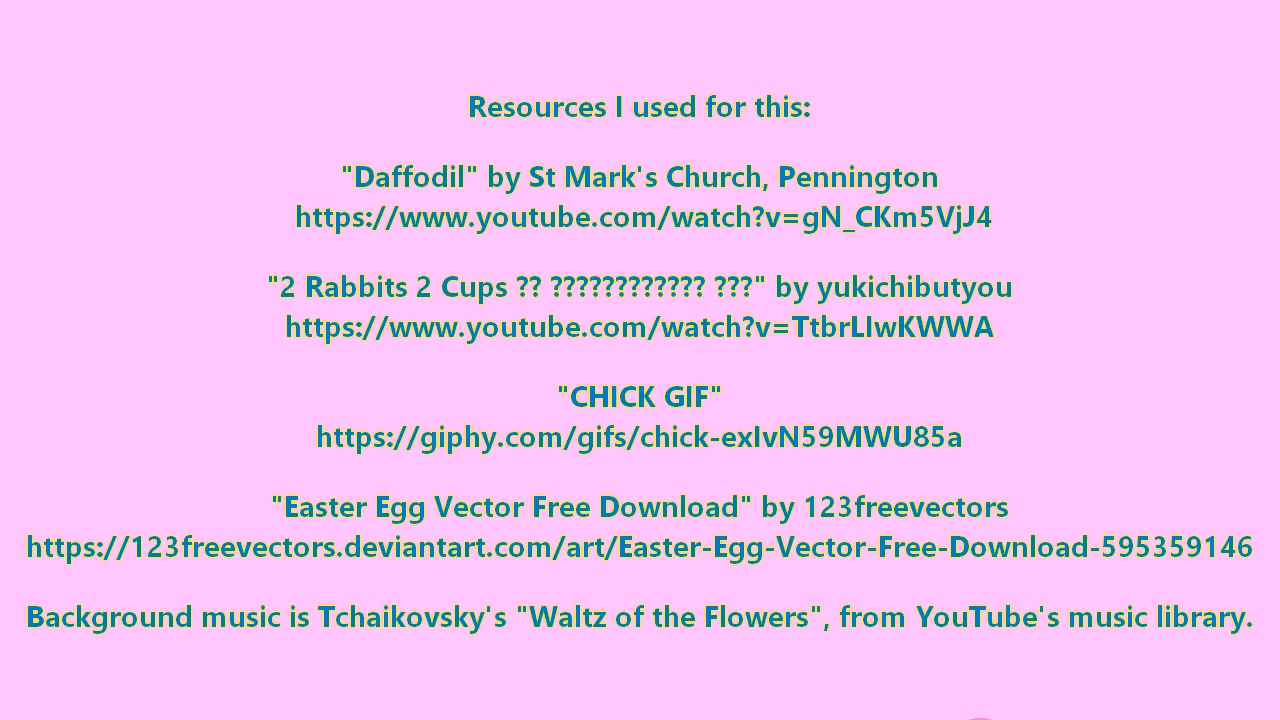 Resources I used for this:
"Daffodil" by St Mark's Church, Pennington
https://www.youtube.com/watch?v=gN_CKm5VjJ4
"2 Rabbits 2 Cups ?? ???????????? ???" by yukichibutyou
https://www.youtube.com/watch?v=TtbrLIwKWWA
"CHICK GIF"
https://giphy.com/gifs/chick-exIvN59MWU85a
"Easter Egg Vector Free Download" by 123freevectors
https://123freevectors.deviantart.com/art/Easter-Egg-Vector-Free-Download-595359146
Background music is Tchaikovsky's "Waltz of the Flowers", from YouTube's music library.